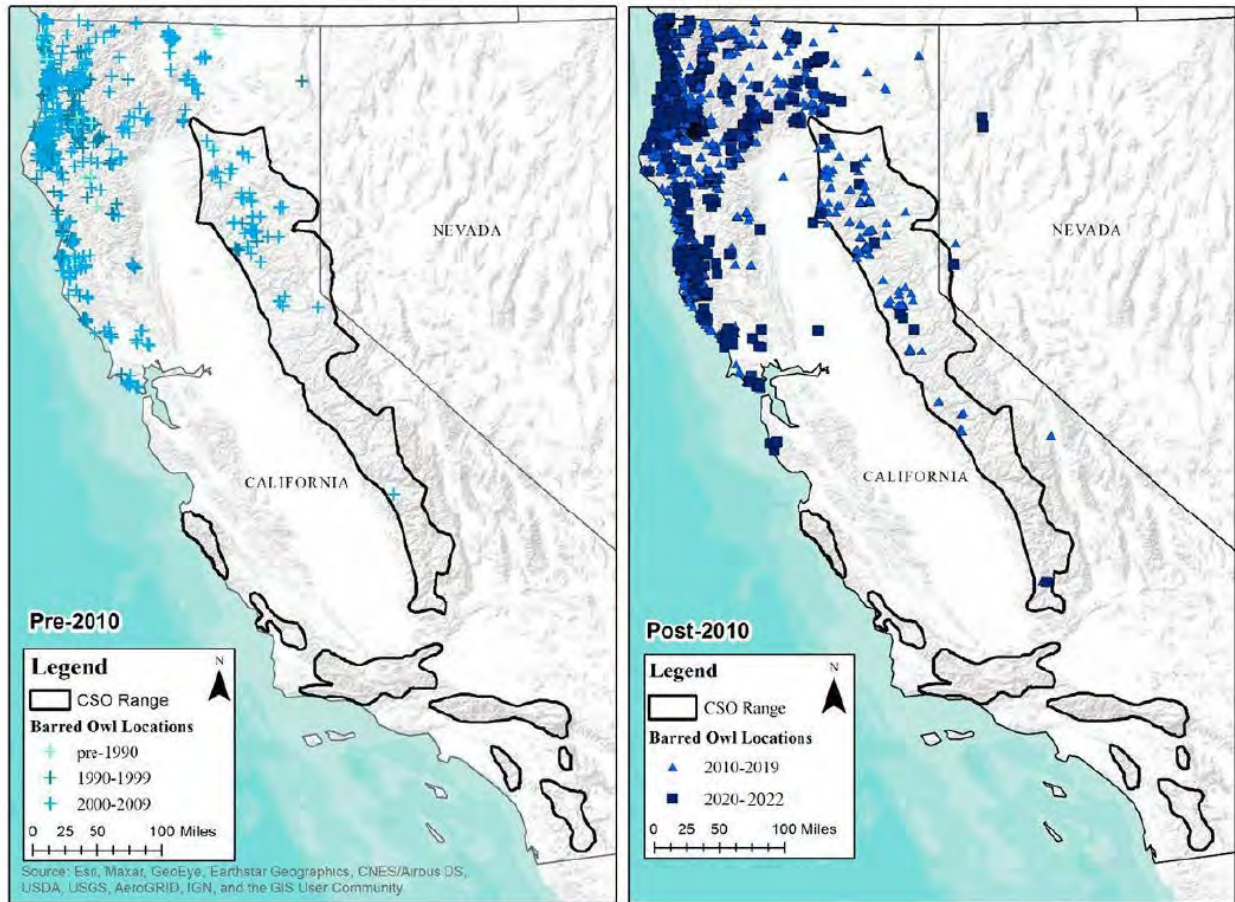 NEVADA
CALIFORNIA
Pre-2010
Legend
N
CSO Range
Barred Owl Locations
pre-1990
1990-1999
2000-2009
0 25 50 100 Miles
Source: Esri, Maxar, GeoEye, Earthstar Geographics, CNES/Airbus DS,
USDA, USGS, AeroGRID, IGN, and the GIS User Community
NEVADA
CALIFORNIA
Post-2010
Legend
N
CSO Range
Barred Owl Locations
2010-2019
2020-2022
0 25 50 100 Miles